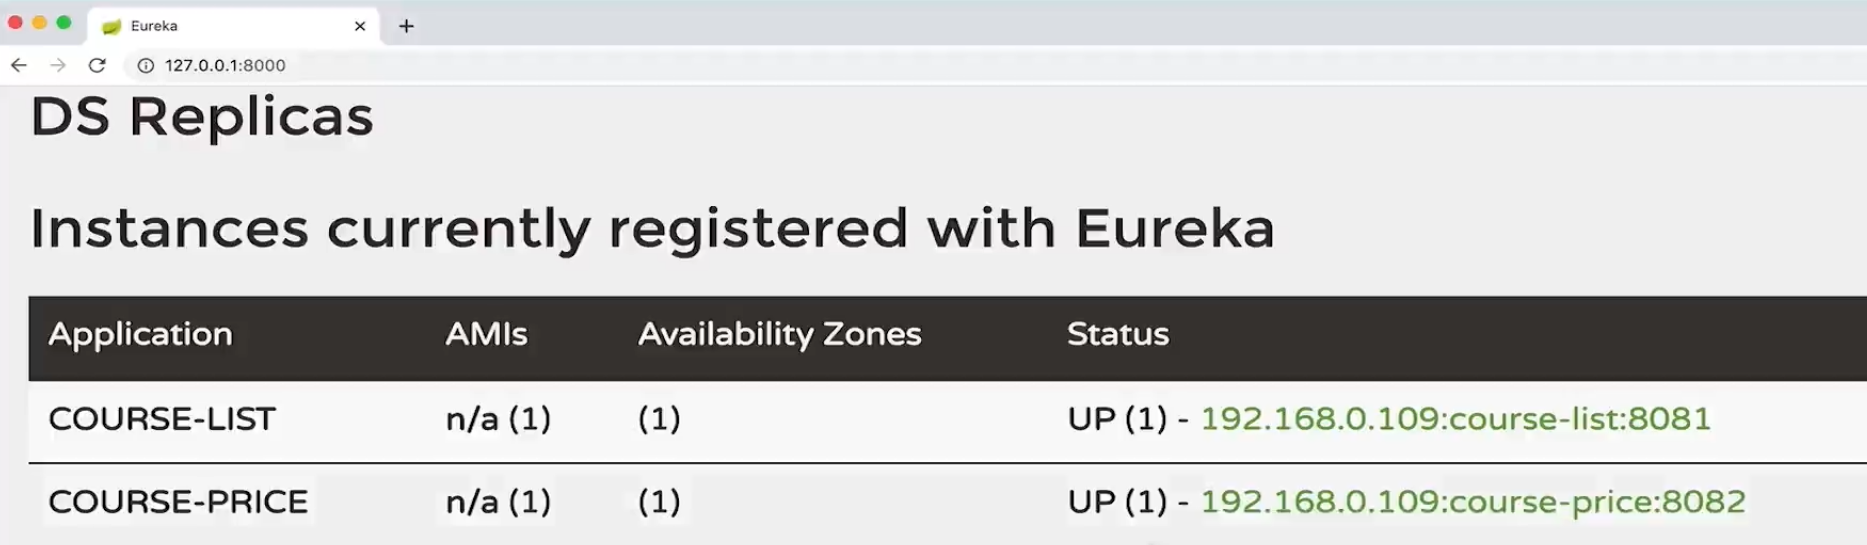 Eureka
127.0.0.1:8000
DS Replicas
Instances currently registered with Eureka
Application AMIs Availability Zones Status
COURSE-LIST n/a (1) (1) UP (1) - 192.168.0.109:course-list:8081
COURSE-PRICE n/a (1) (1) UP (1) - 192.168.0.109:course-price:8082